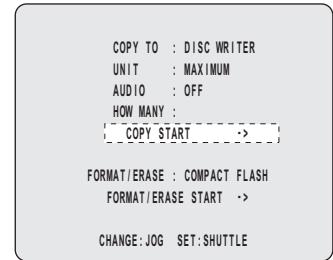 COPY TO : DISC WRITER
UNIT : MAXIMUM
AUDIO : OFF
HOW MANY :
COPY START ->
FORMAT/ERASE : COMPACT FLASH
FORMAT/ERASE START ->
CHANGE:JOG SET:SHUTTLE